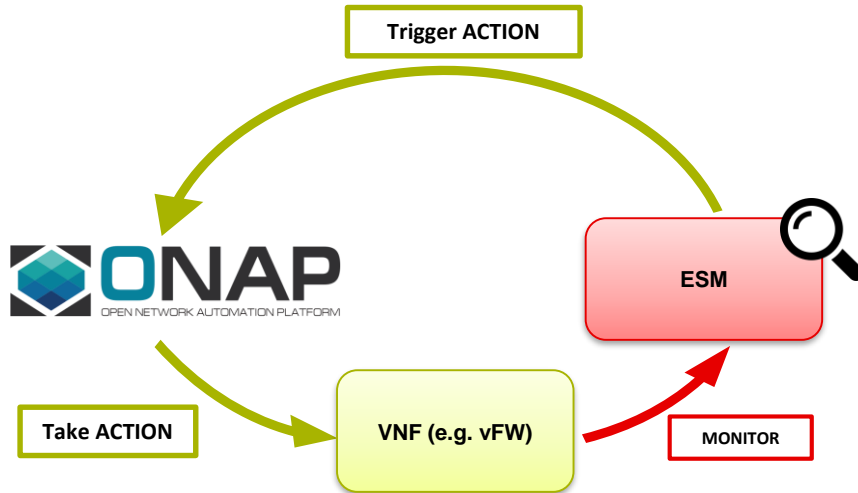 Trigger ACTION
ONAP
OPEN NETWORK AUTOMATION PLATFORM
ESM
Take ACTION
VNF (e.g. vFW)
MONITOR